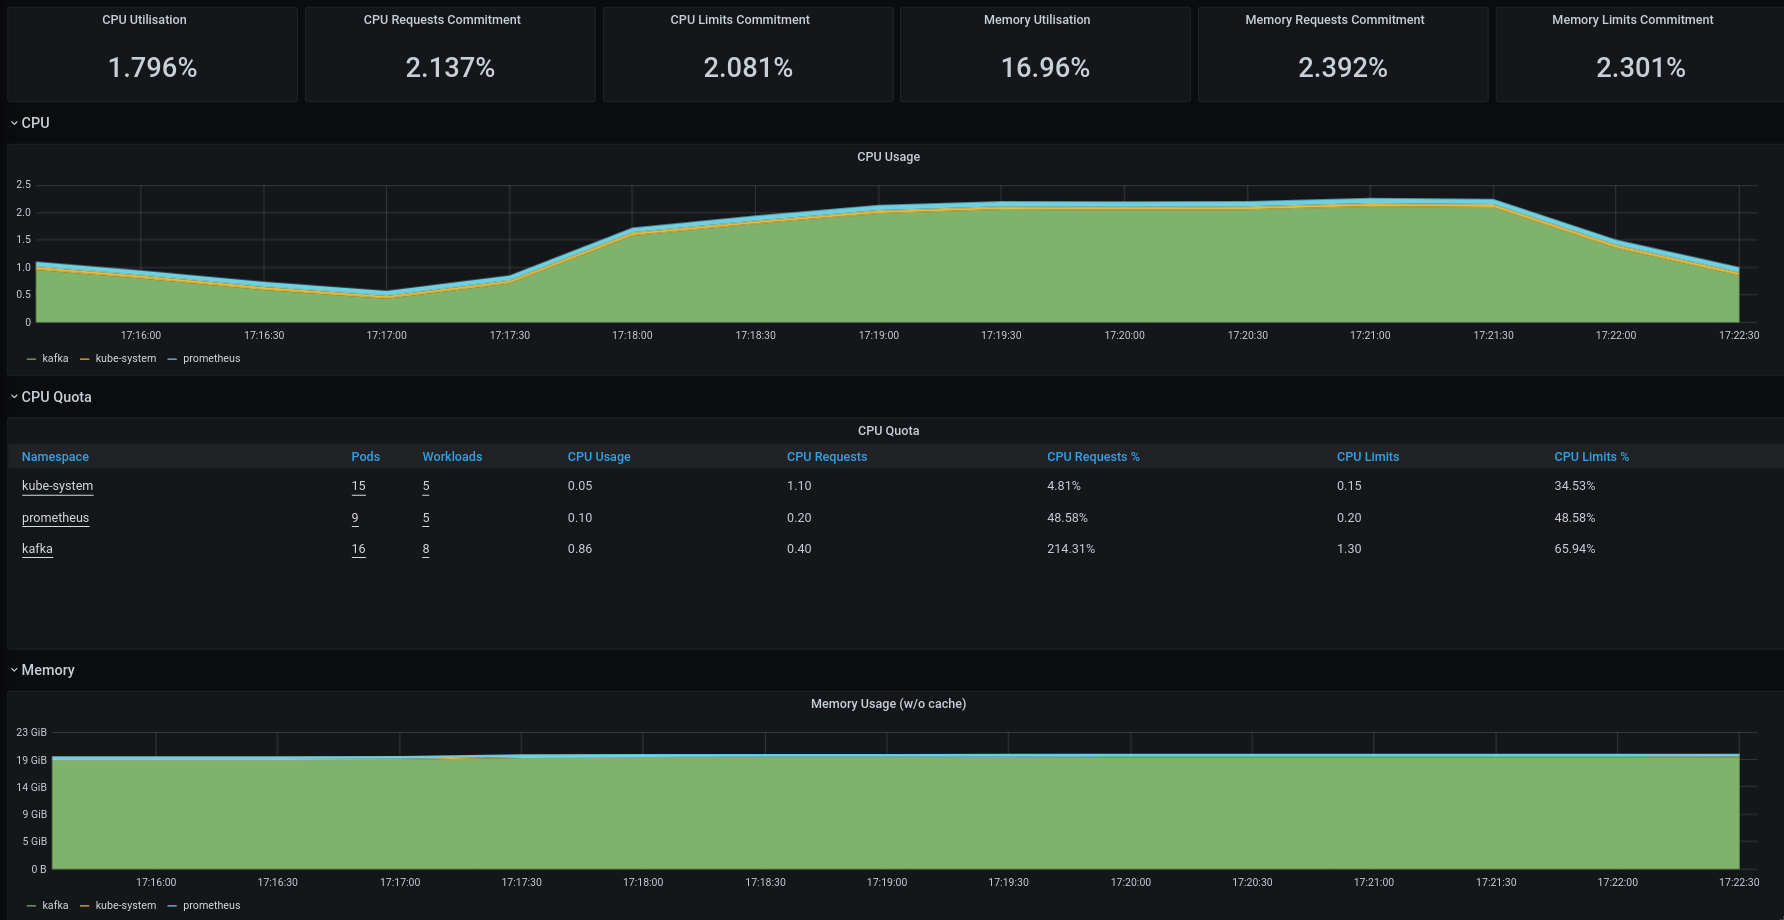 CPU Utilisation CPU Requests Commitment CPU Limits Commitment Memory Utilisation Memory Requests Commitment Memory Limits Commitment
1.796% 2.137% 2.081% 16.96% 2.392% 2.301%
CPU
CPU Usage
2.5
2.0
1.5
1.0
0.5
0
17:16:00 17:16:30 17:17:00 17:17:30 17:18:00 17:18:30 17:19:00 17:19:30 17:20:00 17:20:30 17:21:00 17:21:30 17:22:00 17:22:30
kafka kube-system prometheus
CPU Quota
CPU Quota
Namespace Pods Workloads CPU Usage CPU Requests CPU Requests % CPU Limits CPU Limits %
kube-system 15 5 0.05 1.10 4.81% 0.15 34.53%
prometheus 9 5 0.10 0.20 48.58% 0.20 48.58%
kafka 16 8 0.86 0.40 214.31% 1.30 65.94%
Memory
Memory Usage (w/o cache)
23 GiB
19 GiB
14 GiB
9 GiB
5 GiB
0 B
17:16:00 17:16:30 17:17:00 17:17:30 17:18:00 17:18:30 17:19:00 17:19:30 17:20:00 17:20:30 17:21:00 17:21:30 17:22:00 17:22:30
kafka kube-system prometheus